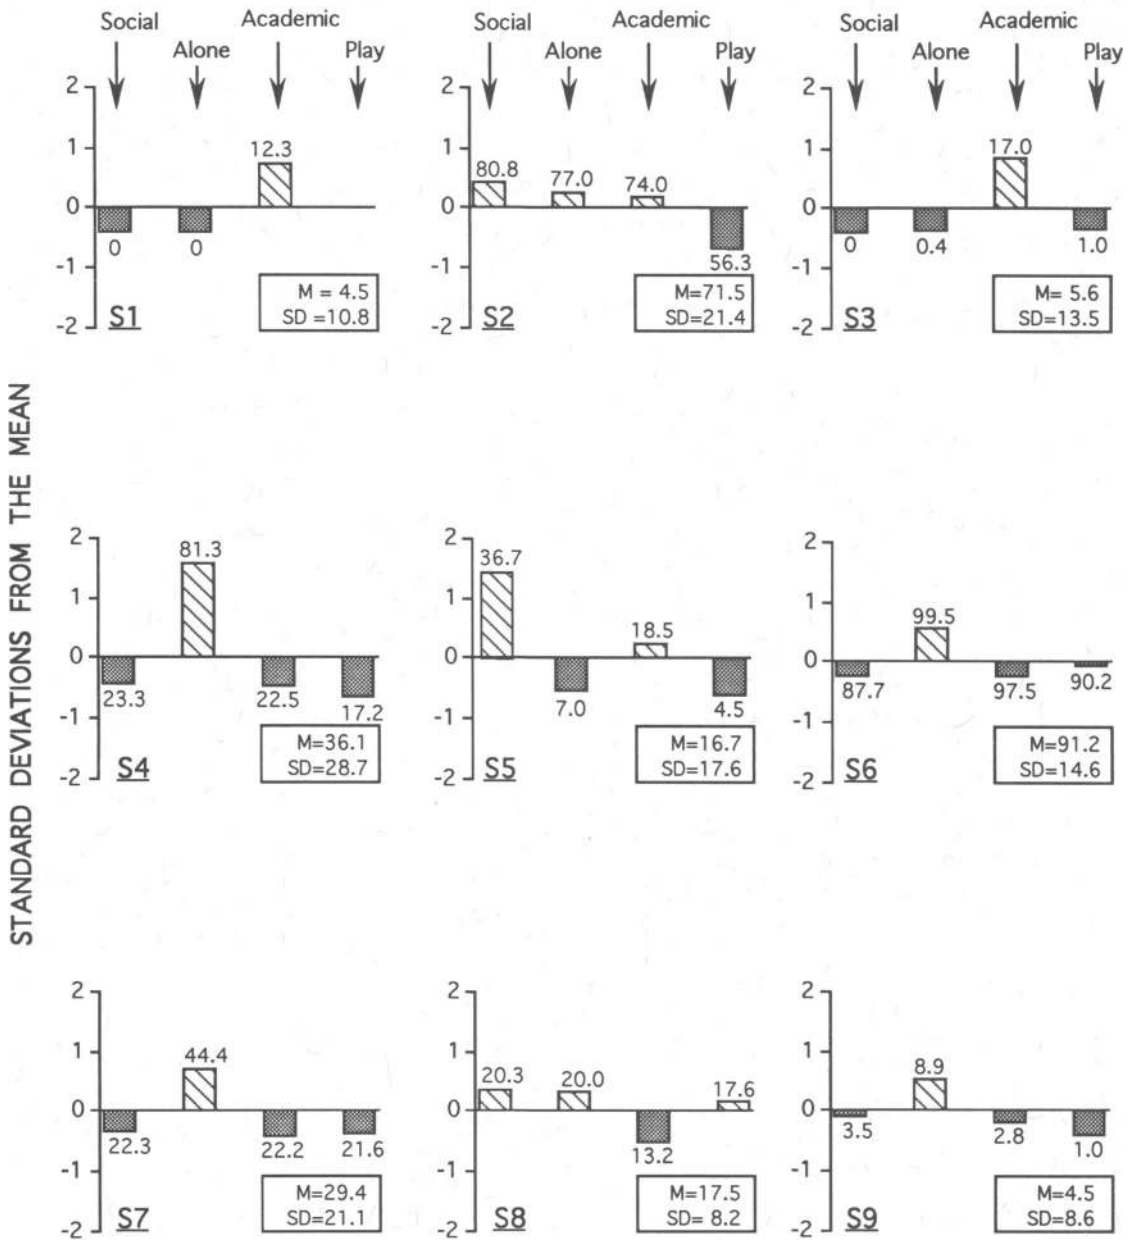 Social
Alone
Academic
Play
2
1
0
-1
-2
12.3
0
0
S1
M = 4.5
SD =10.8
Social
Alone
Academic
Play
2
1
0
-1
-2
80.8
77.0
74.0
56.3
S2
M=71.5
SD=21.4
Social
Alone
Academic
Play
2
1
0
-1
-2
17.0
0
0.4
1.0
S3
M= 5.6
SD=13.5
STANDARD DEVIATIONS FROM THE MEAN
2
1
0
-1
-2
81.3
23.3
22.5
17.2
S4
M=36.1
SD=28.7
2
1
0
-1
-2
36.7
18.5
7.0
4.5
S5
M=16.7
SD=17.6
2
1
0
-1
-2
99.5
87.7
97.5
90.2
S6
M=91.2
SD=14.6
2
1
0
-1
-2
44.4
22.3
22.2
21.6
S7
M=29.4
SD=21.1
2
1
0
-1
-2
20.3
20.0
17.6
13.2
S8
M=17.5
SD= 8.2
2
1
0
-1
-2
8.9
3.5
2.8
1.0
S9
M=4.5
SD=8.6